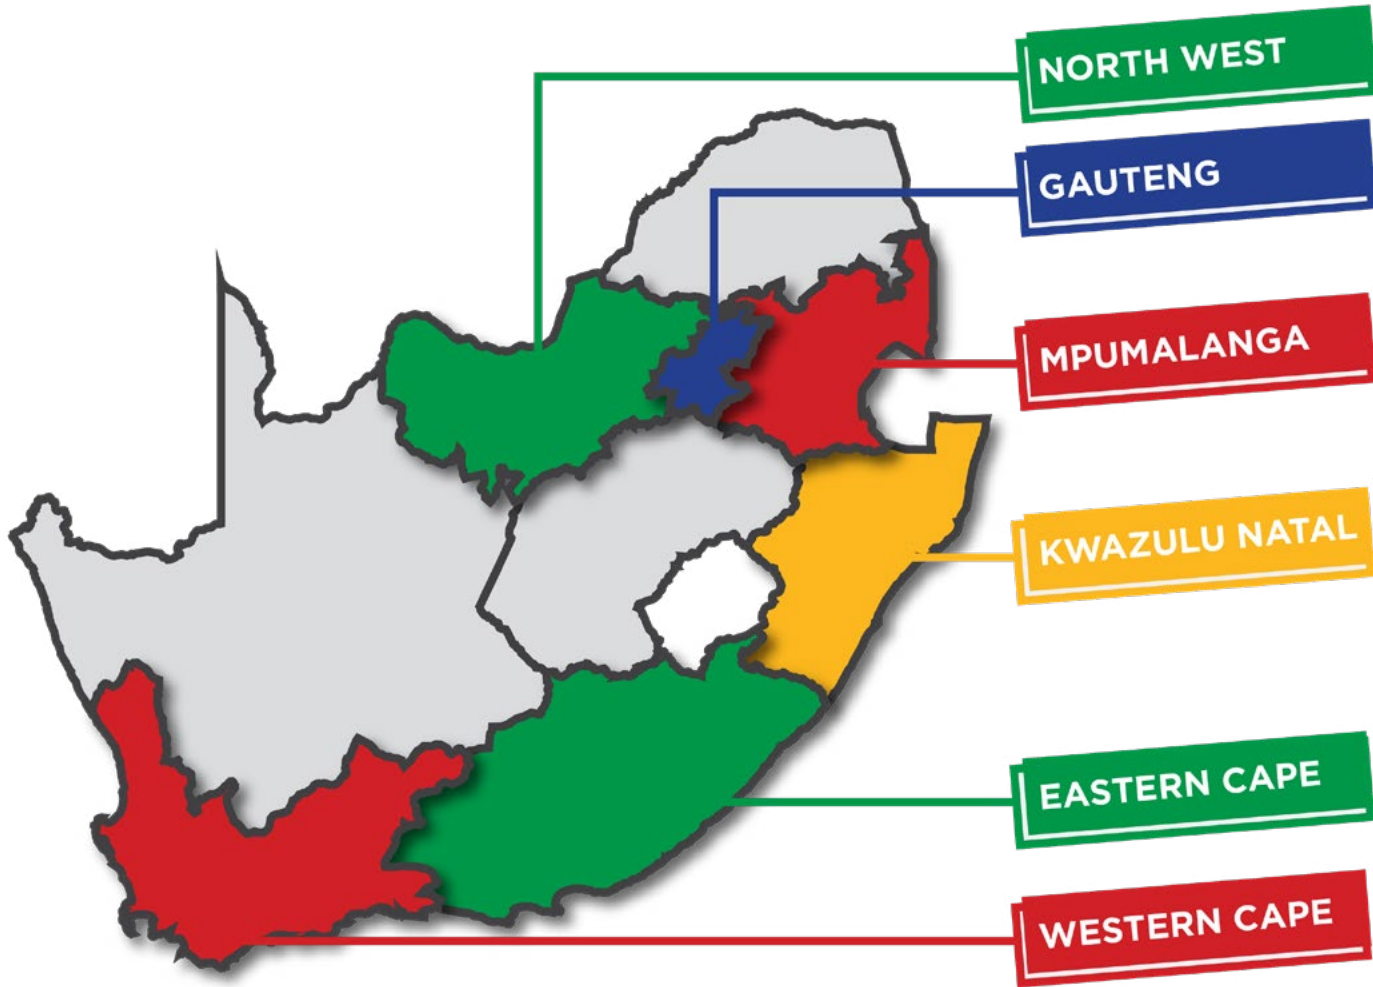 NORTH WEST
GAUTENG
MPUMALANGA
KWAZULU NATAL
EASTERN CAPE
WESTERN CAPE